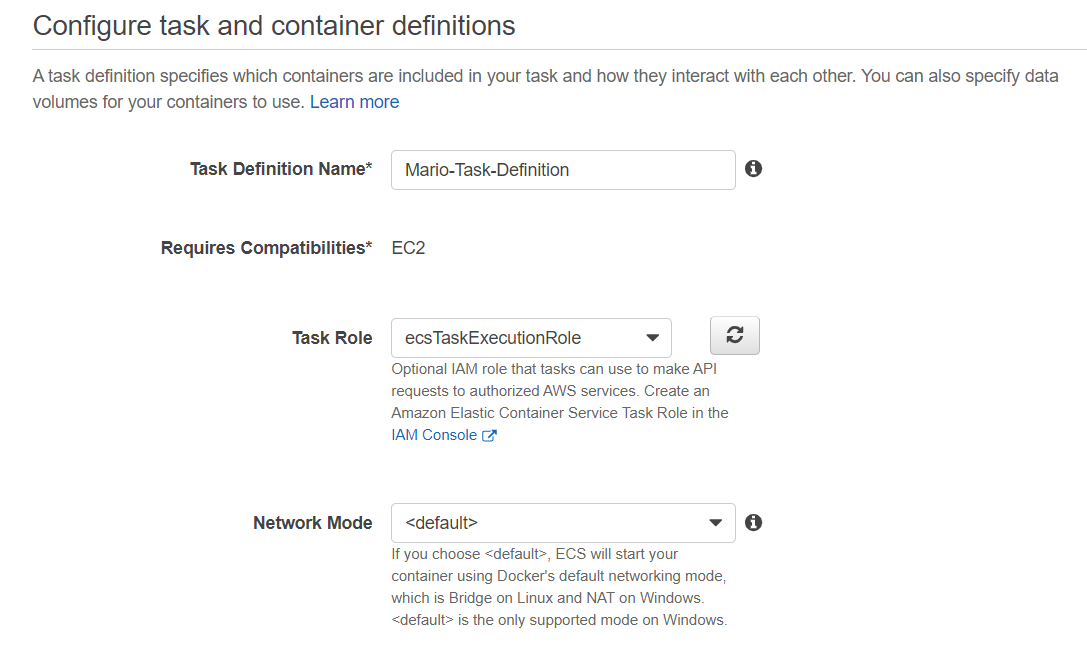 Configure task and container definitions
A task definition specifies which containers are included in your task and how they interact with each other. You can also specify data
volumes for your containers to use. Learn more
Task Definition Name* Mario-Task-Definition
Requires Compatibilities* EC2
Task Role ecsTaskExecutionRole
Optional IAM role that tasks can use to make API
requests to authorized AWS services. Create an
Amazon Elastic Container Service Task Role in the
IAM Console
Network Mode <default>
If you choose <default>, ECS will start your
container using Docker's default networking mode,
which is Bridge on Linux and NAT on Windows.
<default> is the only supported mode on Windows.